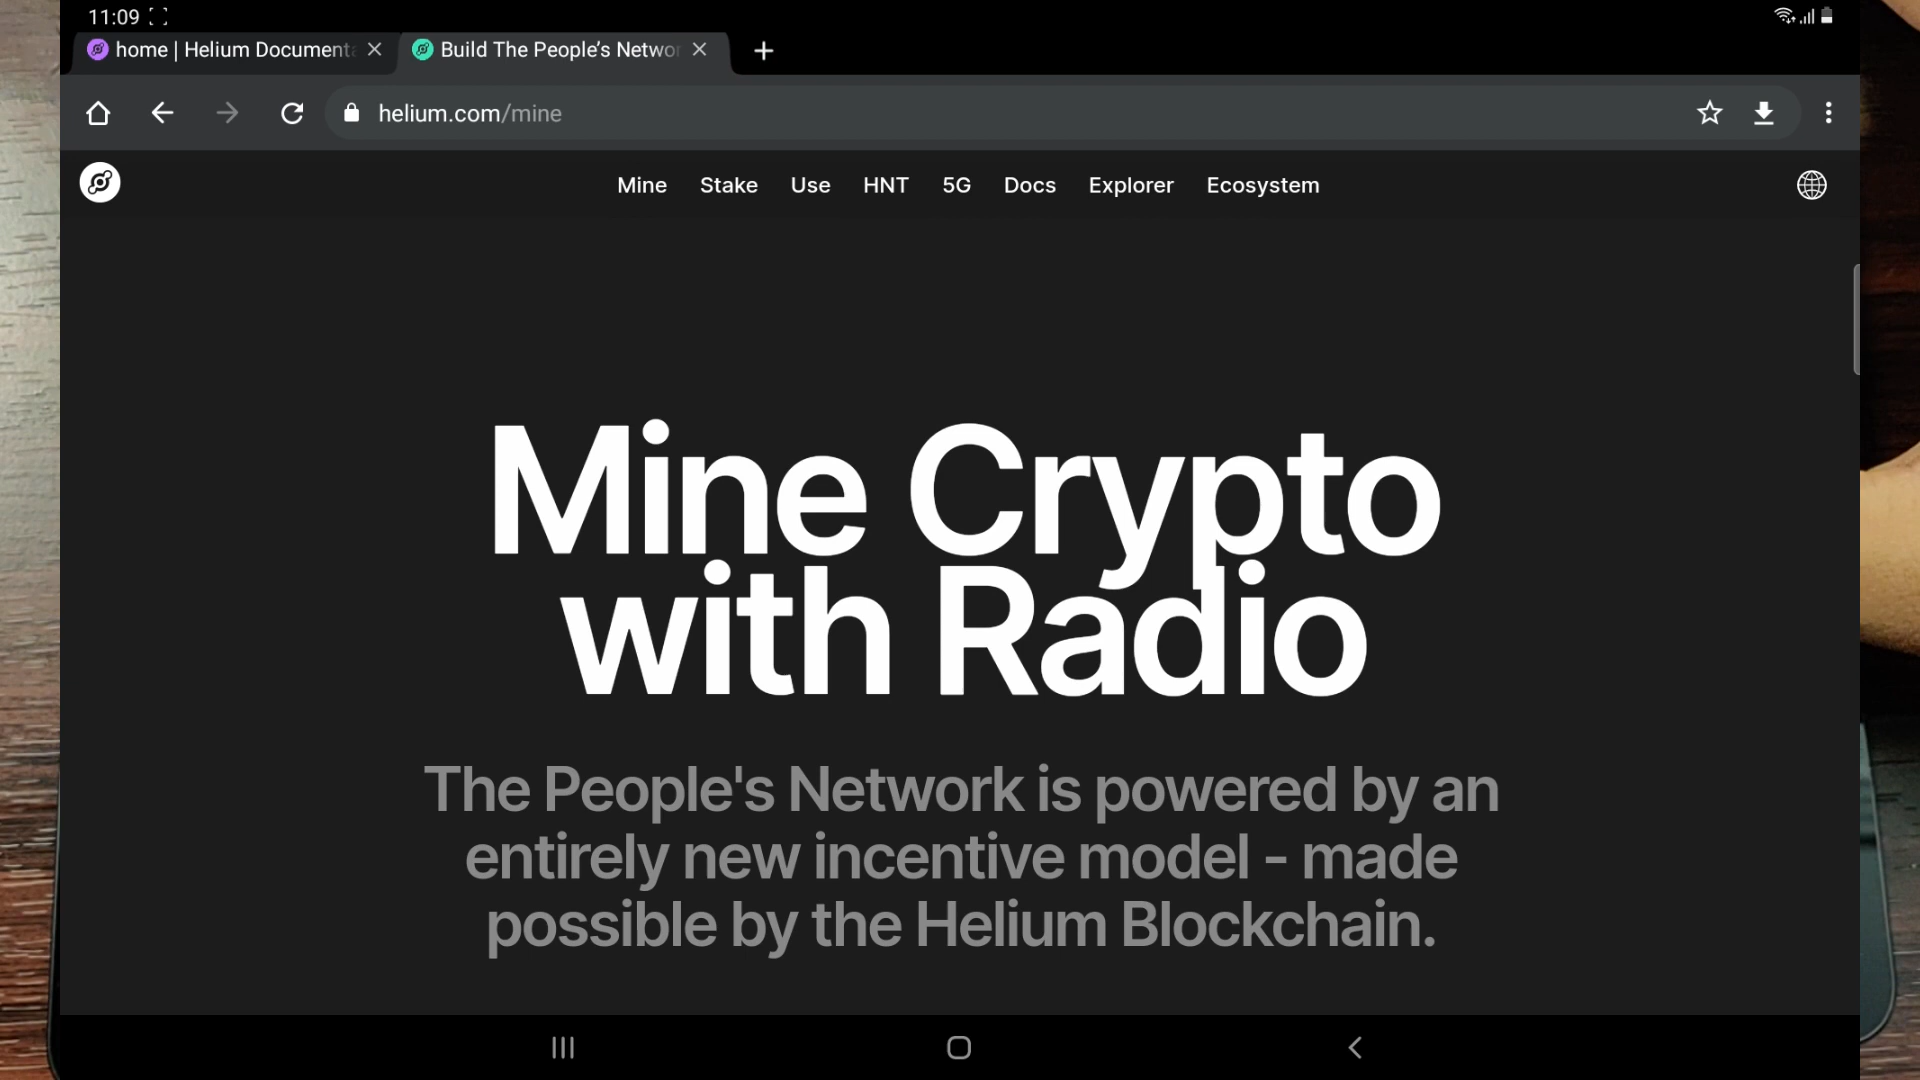 11:09
home | Helium Documenta
Build The People's Networ
helium.com/mine
Mine Stake Use HNT 5G Docs Explorer Ecosystem
Mine Crypto
with Radio
The People's Network is powered by an
entirely new incentive model - made
possible by the Helium Blockchain.